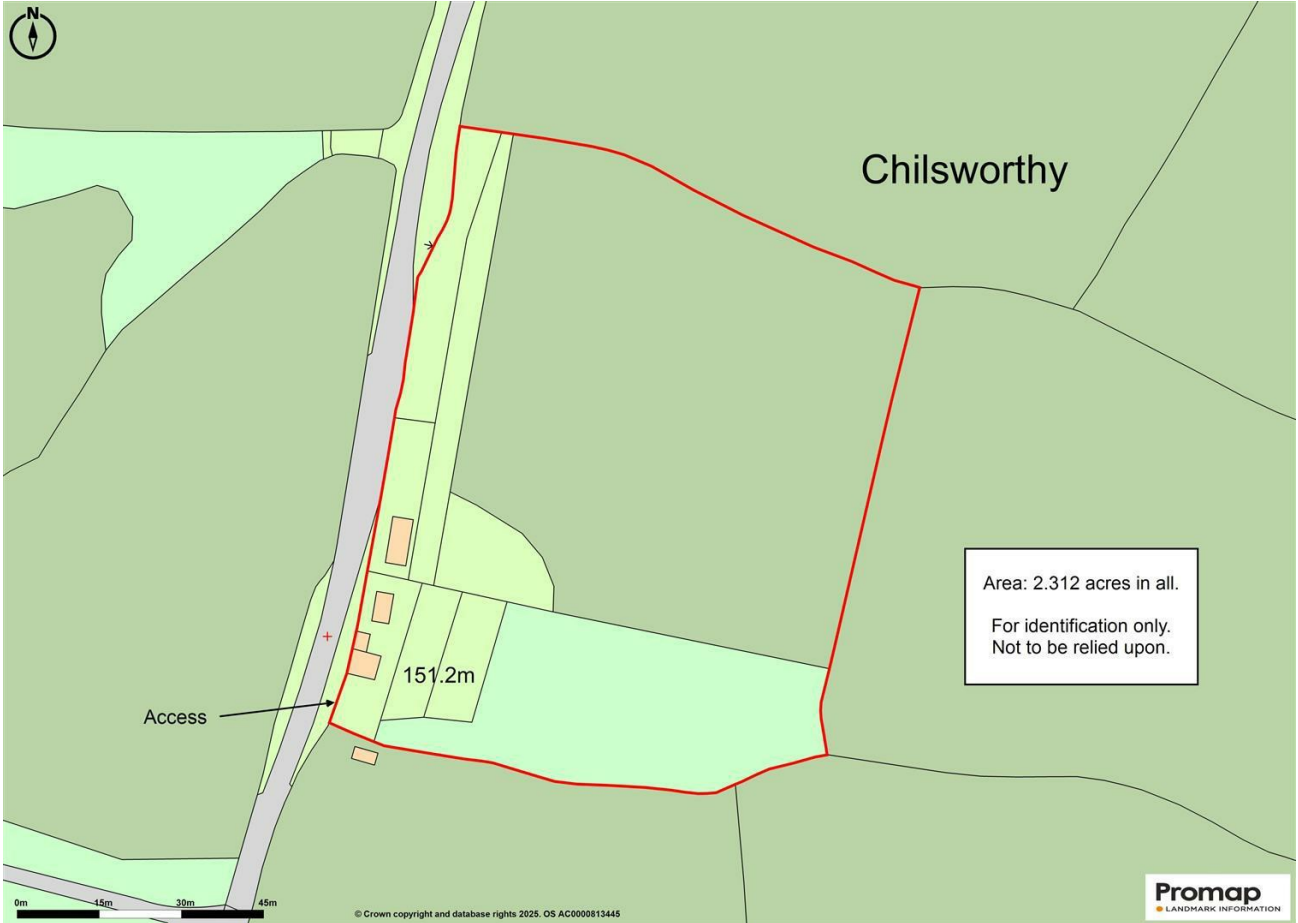 N
Chilsworthy
Area: 2.312 acres in all.
For identification only.
Not to be relied upon.
151.2m
Access
0m 15m 30m 45m
© Crown copyright and database rights 2025. OS AC0000813445
Promap
LANDMARK INFORMATION